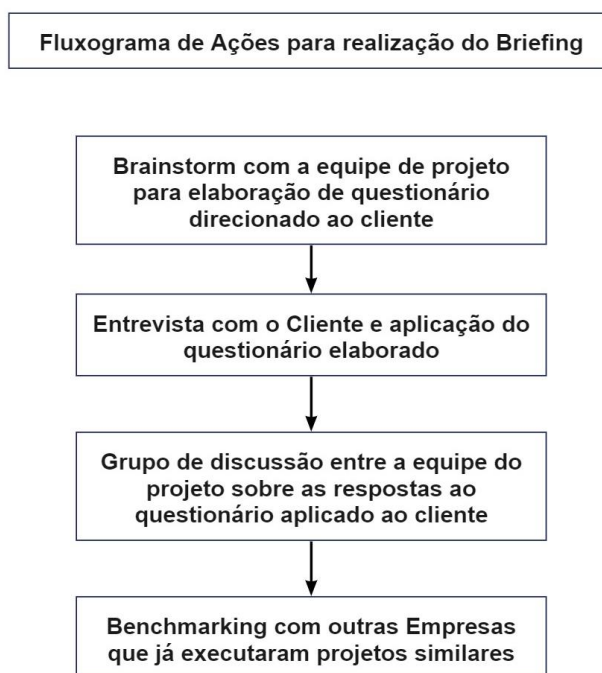 Fluxograma de Ações para realização do Briefing
Brainstorm com a equipe de projeto
para elaboração de questionário
direcionado ao cliente
Entrevista com o Cliente e aplicação do
questionário elaborado
Grupo de discussão entre a equipe do
projeto sobre as respostas ao
questionário aplicado ao cliente
Benchmarking com outras Empresas
que já executaram projetos similares